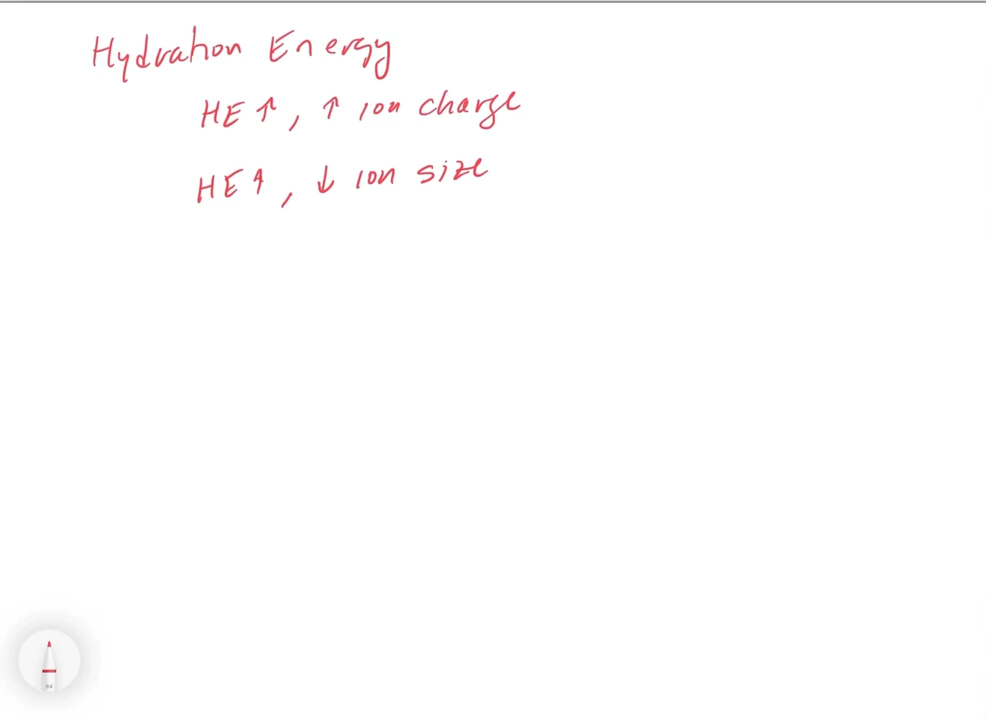 Hydration Energy
HE ↑, ↑ ion charge
HE ↑, ↓ ion size